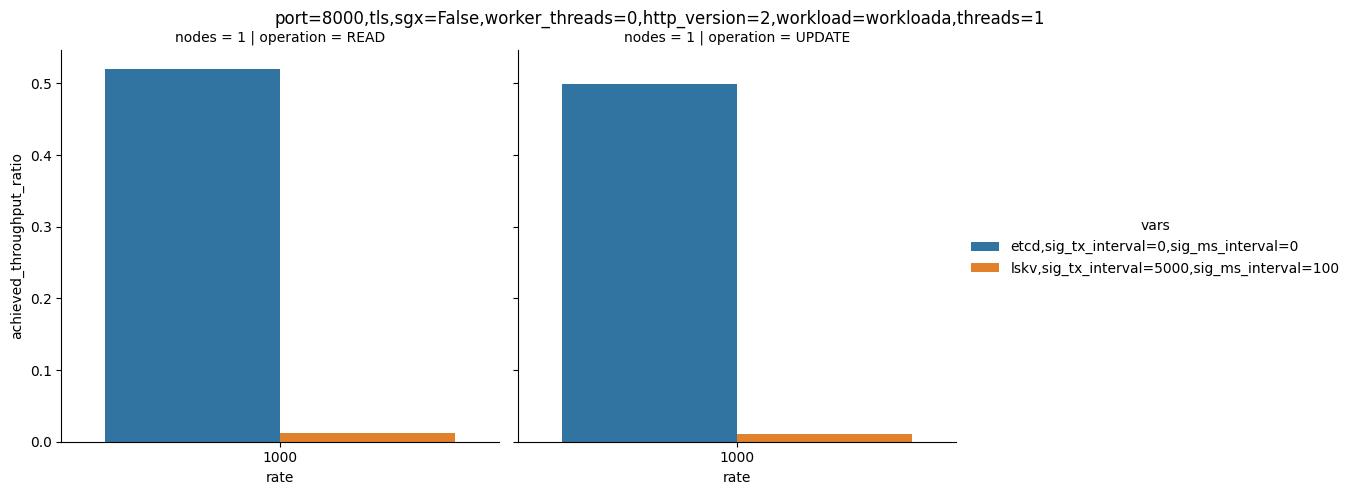 port=8000,tls,sgx=False,worker_threads=0,http_version=2,workload=workloada,threads=1
nodes = 1 | operation = READ
nodes = 1 | operation = UPDATE
achieved_throughput_ratio
0.5
0.4
0.3
0.2
0.1
0.0
1000
1000
rate
rate
vars
etcd,sig_tx_interval=0,sig_ms_interval=0
lskv,sig_tx_interval=5000,sig_ms_interval=100